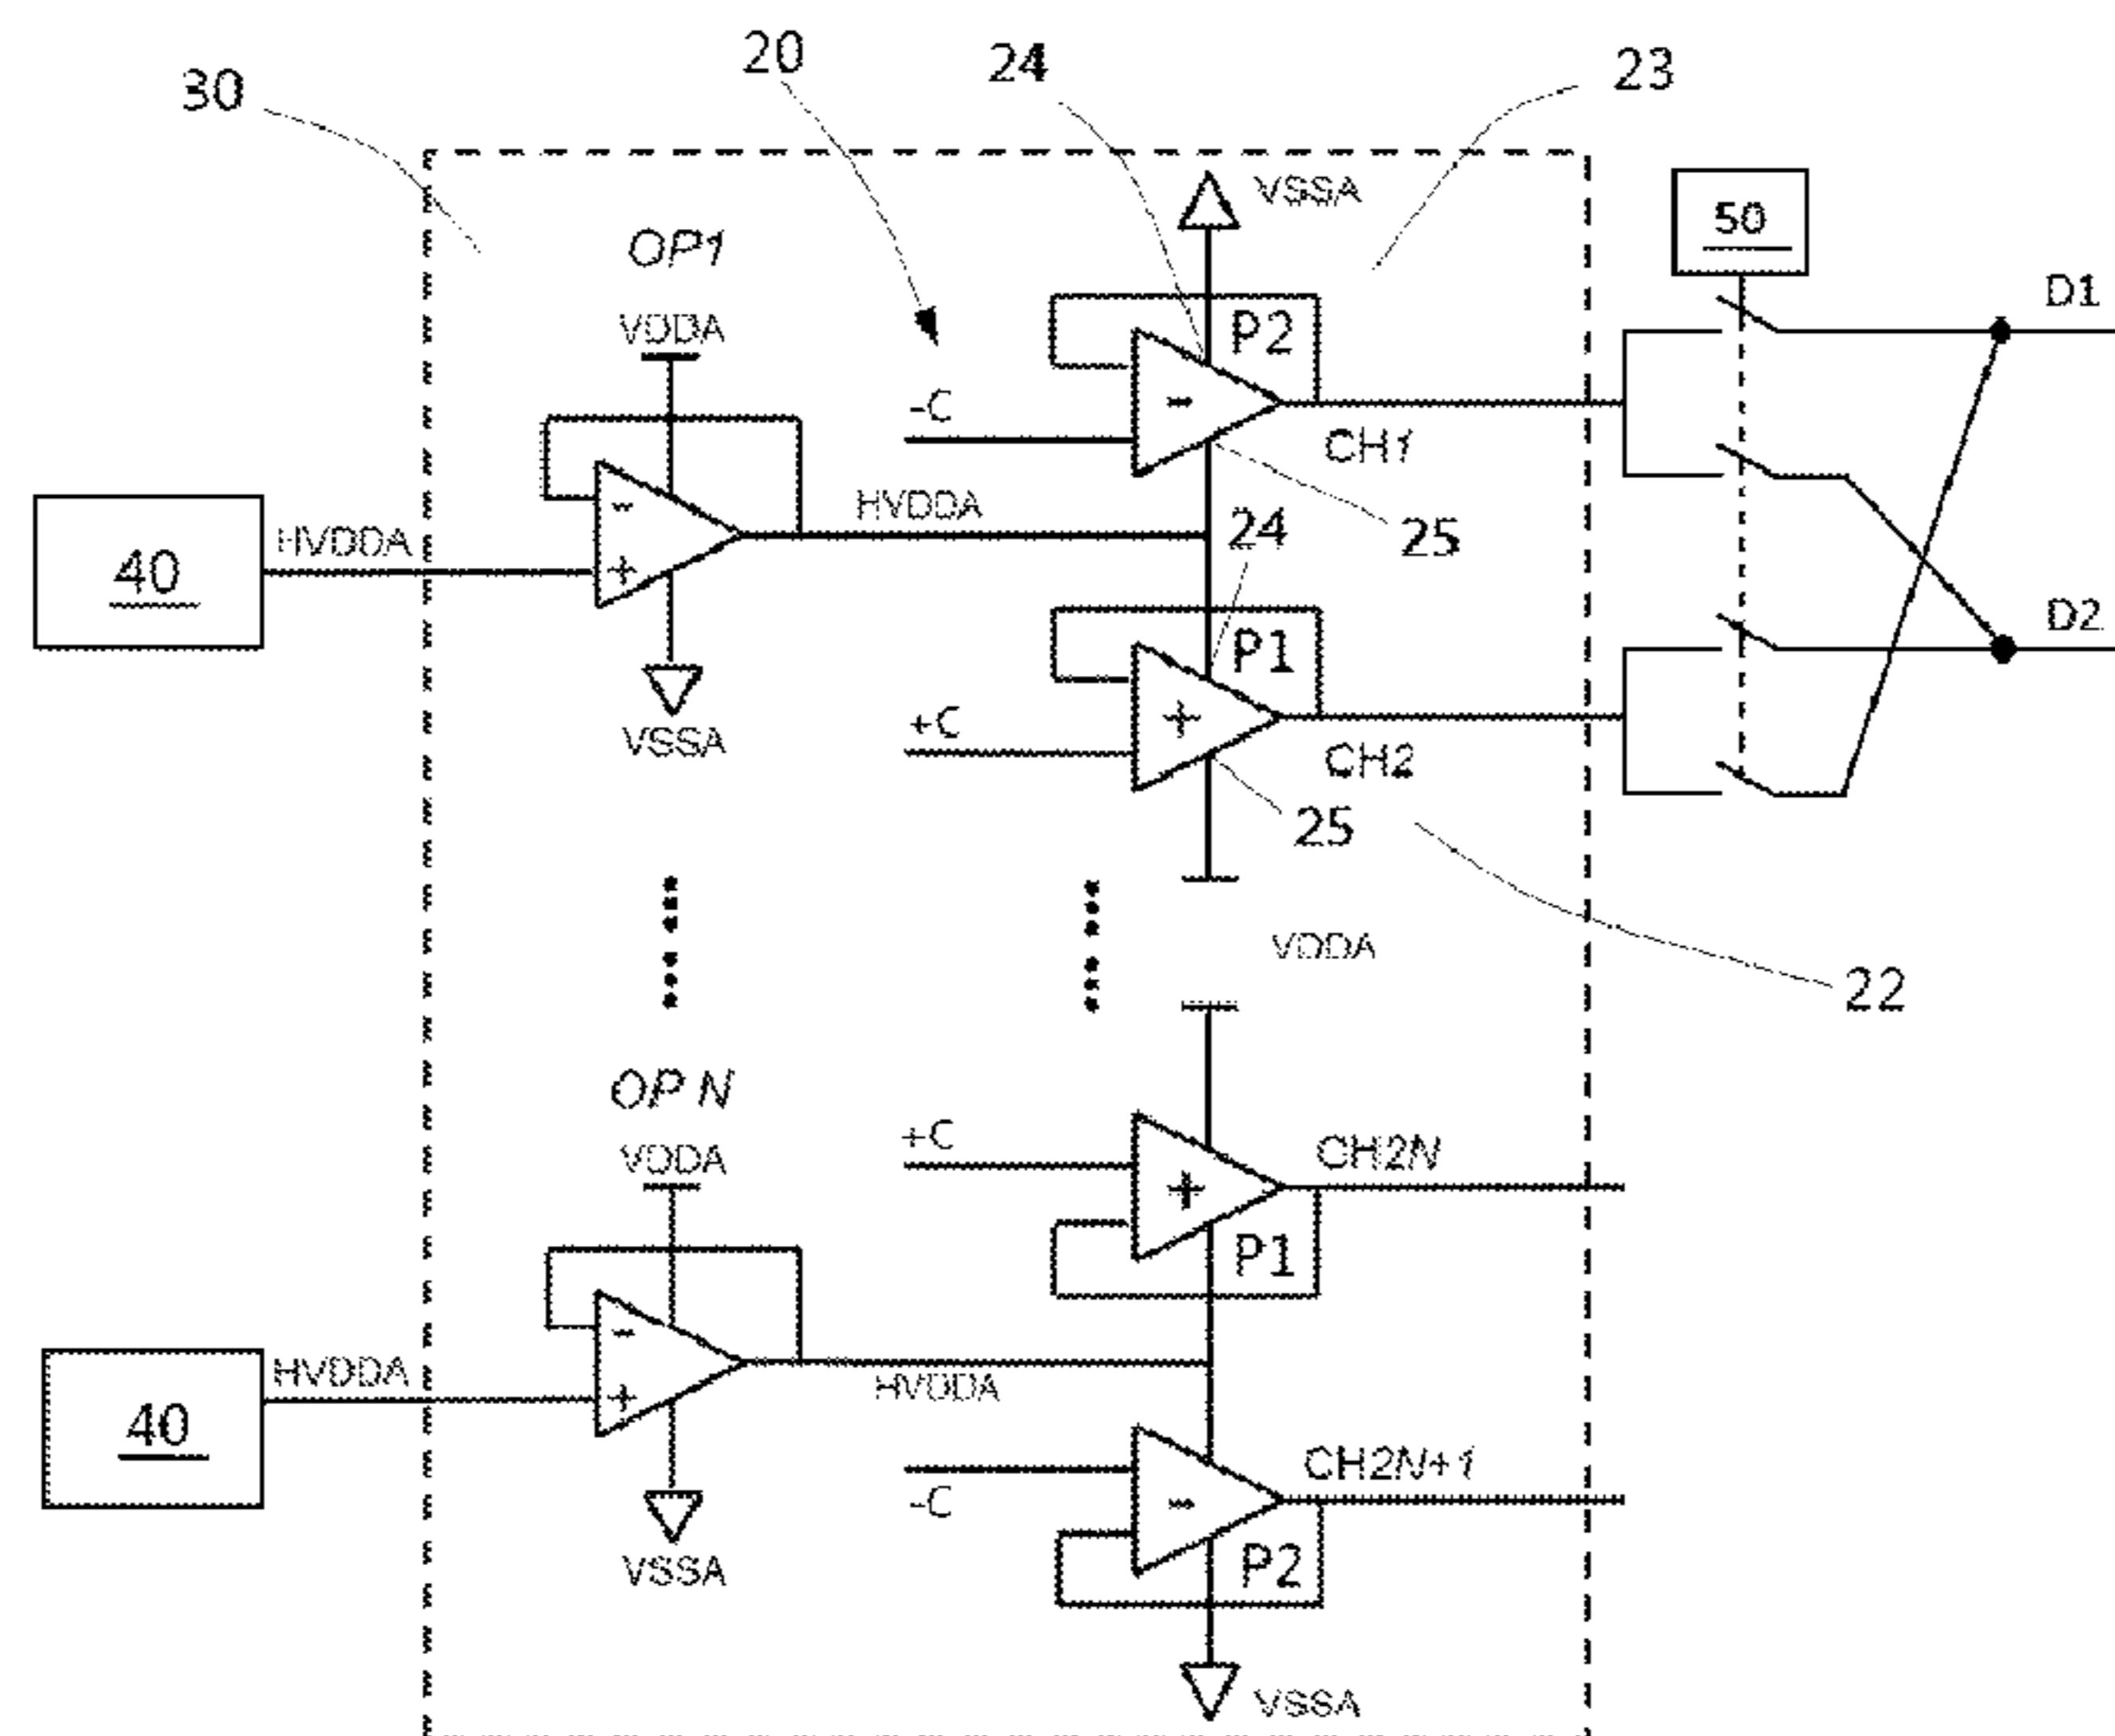 20
24
23
30
VSSA
50
OP1
D1
VDDA
P2
-
-C
CH1
-
HVDDA
24
25
HVDDA
40
+
D2
P1
+
+C
VSSA
CH2
25
VDDA
22
OP N
+C
CH2N
VDDA
+
P1
-
HVDDA
HVDDA
+
40
CH2N+1
-C
-
P2
VSSA
VSSA